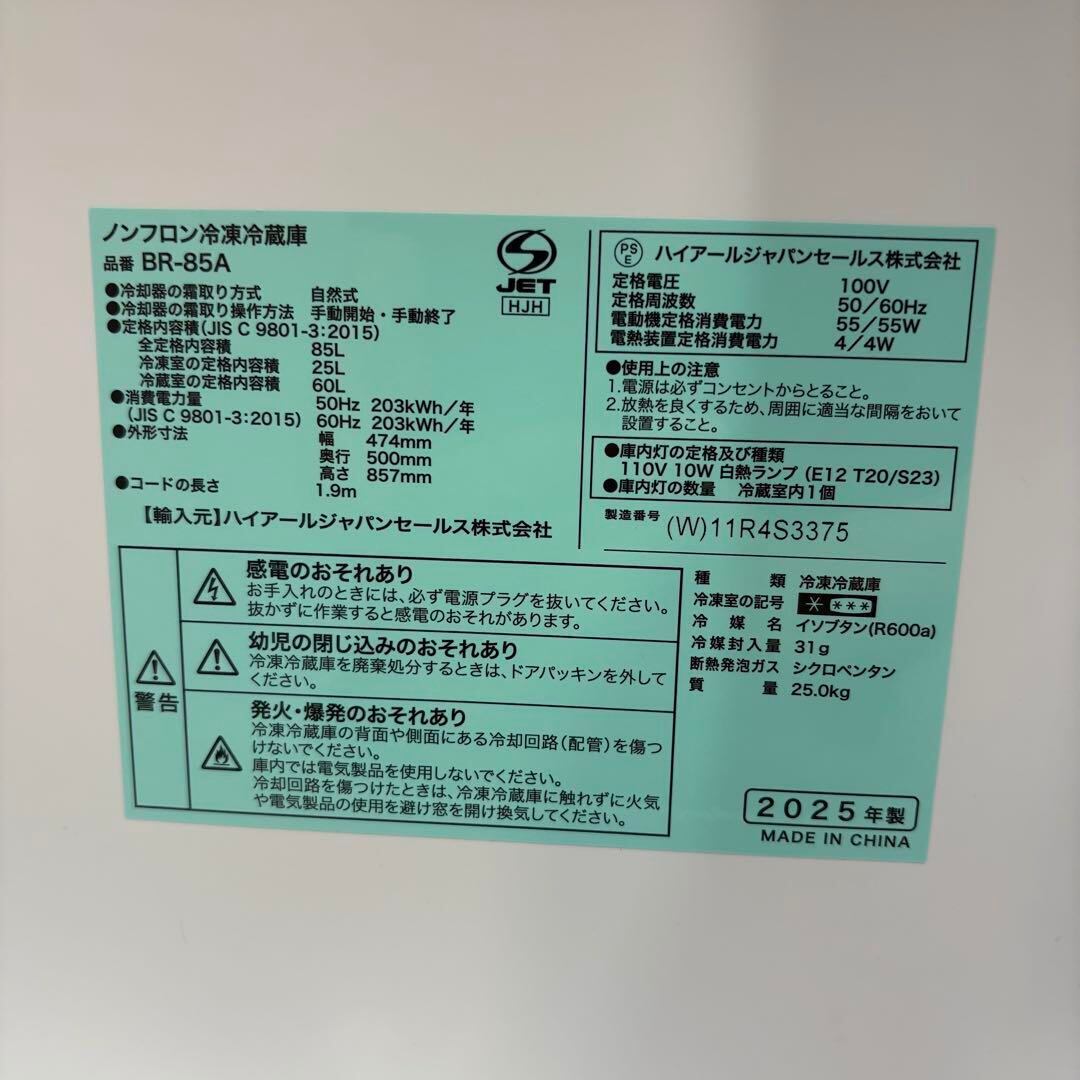 ノンフロン冷凍冷蔵庫
品番 BR-85A
●冷却器の霜取り方式 自然式
●冷却器の霜取り操作方法 手動開始・手動終了
●定格内容積(JIS C 9801-3:2015)
全定格内容積 85L
冷凍室の定格内容積 25L
冷蔵室の定格内容積 60L
●消費電力量 50Hz 203kWh/年
(JIS C 9801-3:2015) 60Hz 203kWh/年
●外形寸法 幅 474mm
奥行 500mm
高さ 857mm
●コードの長さ 1.9m
【輸入元】ハイアールジャパンセールス株式会社
JET
HJH
PS
E
ハイアールジャパンセールス株式会社
定格電圧 100V
定格周波数 50/60Hz
電動機定格消費電力 55/55W
電熱装置定格消費電力 4/4W
●使用上の注意
1.電源は必ずコンセントからとること。
2.放熱を良くするため、周囲に適当な間隔をおいて
設置すること。
●庫内灯の定格及び種類
110V 10W 白熱ランプ (E12 T20/S23)
●庫内灯の数量 冷蔵室内1個
製造番号 (W)11R4S3375
警告
感電のおそれあり
お手入れのときには、必ず電源プラグを抜いてください。
抜かずに作業すると感電のおそれがあります。
幼児の閉じ込みのおそれあり
冷凍冷蔵庫を廃棄処分するときは、ドアパッキンを外して
ください。
発火・爆発のおそれあり
冷凍冷蔵庫の背面や側面にある冷却回路(配管)を傷つ
けないでください。
庫内では電気製品を使用しないでください。
冷却回路を傷つけたときは、冷凍冷蔵庫に触れずに火気
や電気製品の使用を避け窓を開け換気してください。
種類 冷凍冷蔵庫
冷凍室の記号 * ***
冷媒名 イソブタン(R600a)
冷媒封入量 31g
断熱発泡ガス シクロペンタン
質量 25.0kg
2025年製
MADE IN CHINA